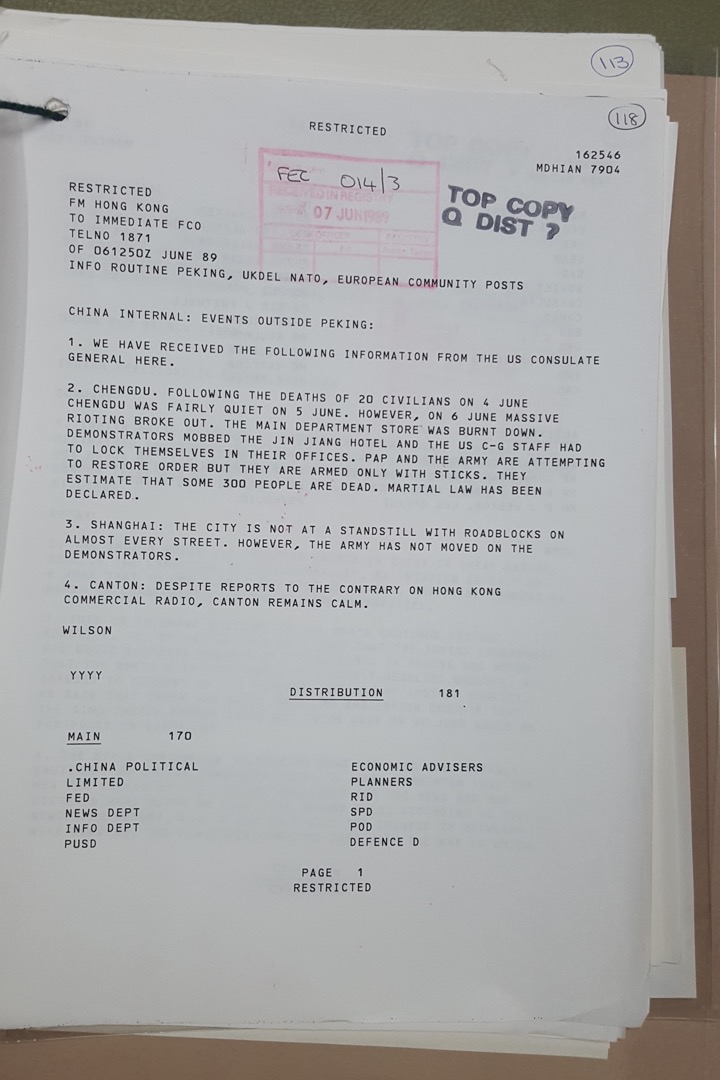 113
118
RESTRICTED
162546
MDHIAN 7904
FEC 014/3
RECEIVED IN REGISTRY
07 JUN 1989
TOP COPY
Q DIST ?
RESTRICTED
FM HONG KONG
TO IMMEDIATE FCO
TELNO 1871
OF 061250Z JUNE 89
INFO ROUTINE PEKING, UKDEL NATO, EUROPEAN COMMUNITY POSTS
CHINA INTERNAL: EVENTS OUTSIDE PEKING:
1. WE HAVE RECEIVED THE FOLLOWING INFORMATION FROM THE US CONSULATE
GENERAL HERE.
2. CHENGDU. FOLLOWING THE DEATHS OF 20 CIVILIANS ON 4 JUNE
CHENGDU WAS FAIRLY QUIET ON 5 JUNE. HOWEVER, ON 6 JUNE MASSIVE
RIOTING BROKE OUT. THE MAIN DEPARTMENT STORE WAS BURNT DOWN.
DEMONSTRATORS MOBBED THE JIN JIANG HOTEL AND THE US C-G STAFF HAD
TO LOCK THEMSELVES IN THEIR OFFICES. PAP AND THE ARMY ARE ATTEMPTING
TO RESTORE ORDER BUT THEY ARE ARMED ONLY WITH STICKS. THEY
ESTIMATE THAT SOME 300 PEOPLE ARE DEAD. MARTIAL LAW HAS BEEN
DECLARED.
3. SHANGHAI: THE CITY IS NOT AT A STANDSTILL WITH ROADBLOCKS ON
ALMOST EVERY STREET. HOWEVER, THE ARMY HAS NOT MOVED ON THE
DEMONSTRATORS.
4. CANTON: DESPITE REPORTS TO THE CONTRARY ON HONG KONG
COMMERCIAL RADIO, CANTON REMAINS CALM.
WILSON
YYYY
DISTRIBUTION 181
MAIN 170
.CHINA POLITICAL
LIMITED
FED
NEWS DEPT
INFO DEPT
PUSD
ECONOMIC ADVISERS
PLANNERS
RID
SPD
POD
DEFENCE D
PAGE 1
RESTRICTED